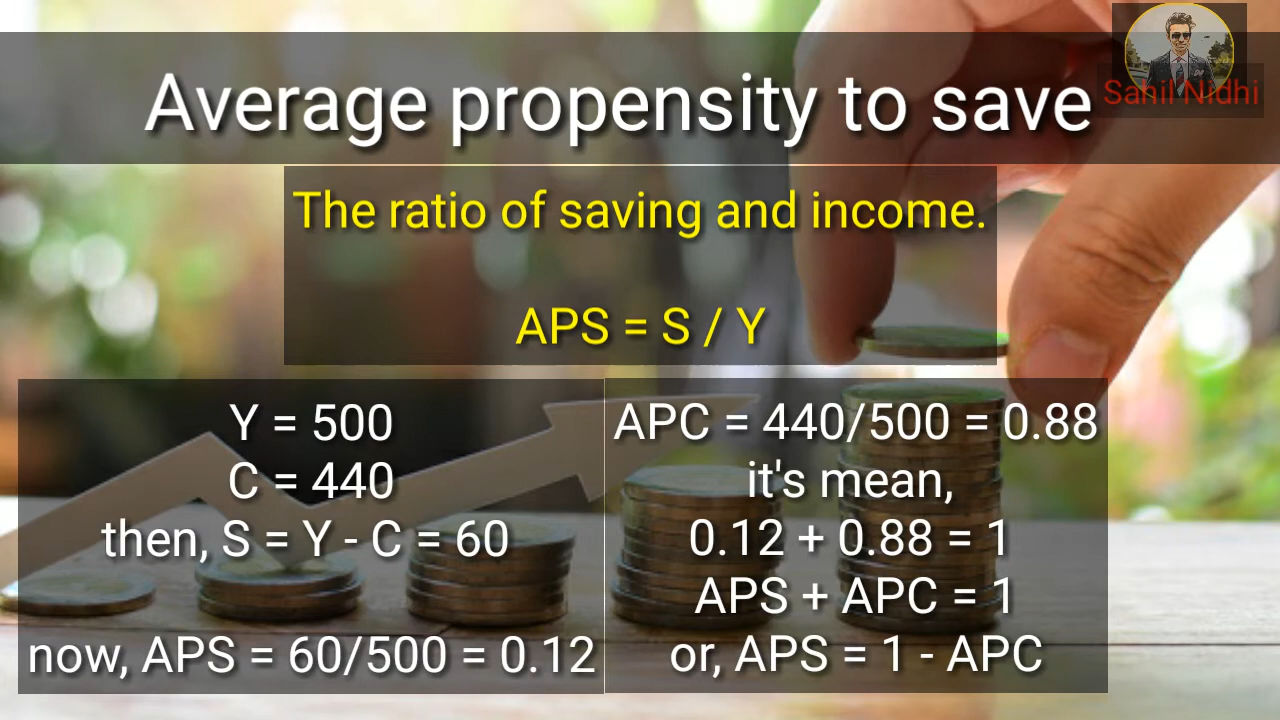 Average propensity to save
Sahil Nidhi
The ratio of saving and income.
APS = S / Y
Y = 500
C = 440
then, S = Y - C = 60
now, APS = 60/500 = 0.12
APC = 440/500 = 0.88
it's mean,
0.12 + 0.88 = 1
APS + APC = 1
or, APS = 1 - APC